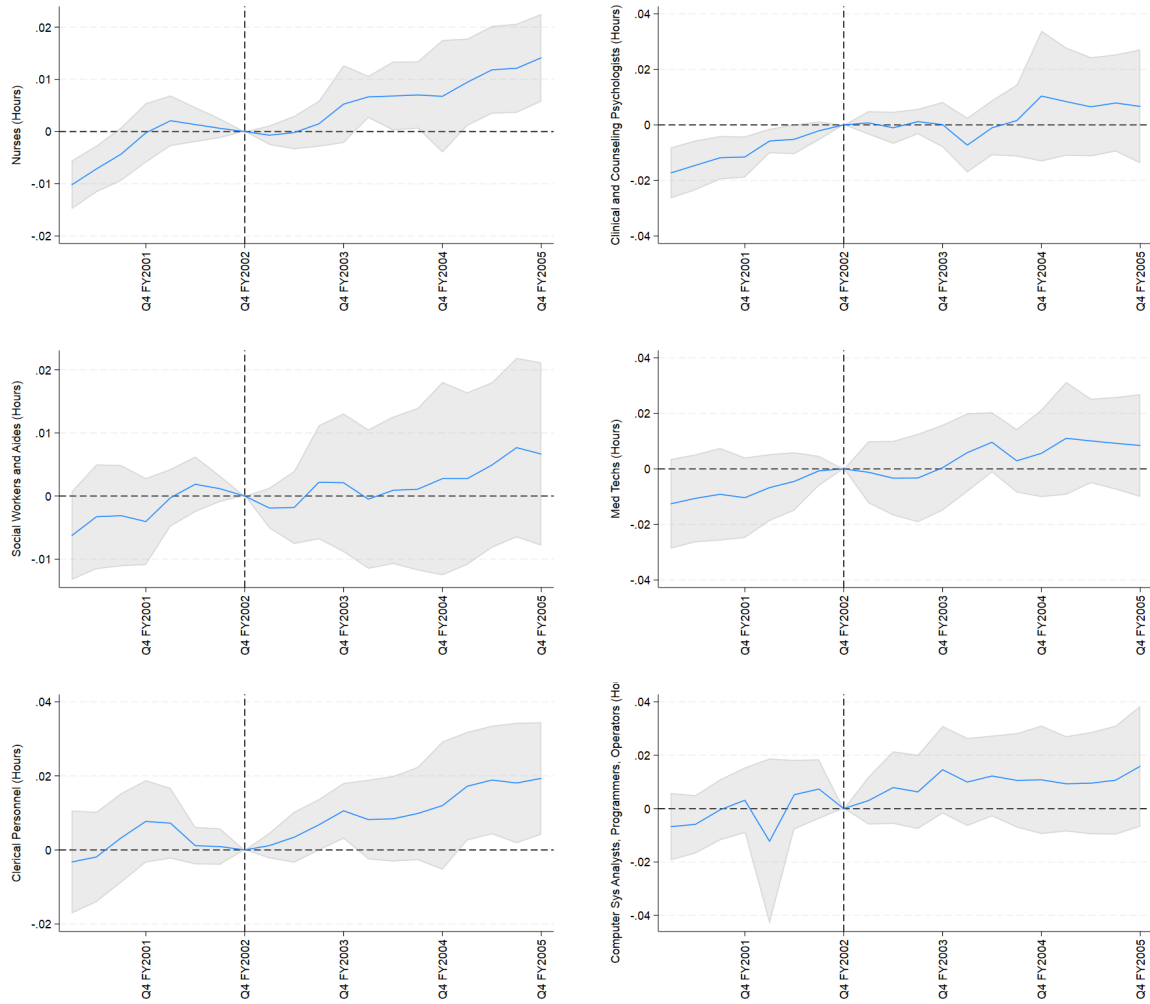 Nurses (Hours)
.02
.01
0
-.01
-.02
Q4 FY2001
Q4 FY2002
Q4 FY2003
Q4 FY2004
Q4 FY2005
Clinical and Counseling Psychologists (Hours)
.04
.02
0
-.02
-.04
Q4 FY2001
Q4 FY2002
Q4 FY2003
Q4 FY2004
Q4 FY2005
Social Workers and Aides (Hours)
.02
.01
0
-.01
Q4 FY2001
Q4 FY2002
Q4 FY2003
Q4 FY2004
Q4 FY2005
Med Techs (Hours)
.04
.02
0
-.02
-.04
Q4 FY2001
Q4 FY2002
Q4 FY2003
Q4 FY2004
Q4 FY2005
Clerical Personnel (Hours)
.04
.02
0
-.02
Q4 FY2001
Q4 FY2002
Q4 FY2003
Q4 FY2004
Q4 FY2005
Computer Sys Analysts, Programmers, Operators (Ho
.04
.02
0
-.02
-.04
Q4 FY2001
Q4 FY2002
Q4 FY2003
Q4 FY2004
Q4 FY2005